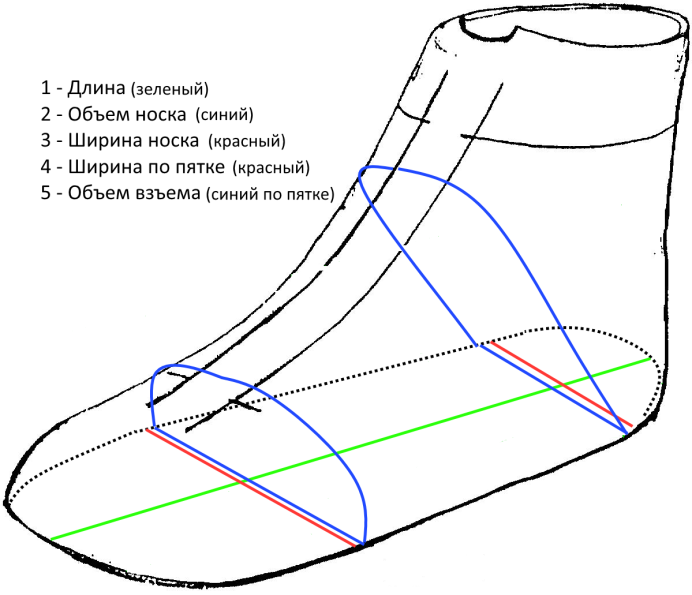 1 - Длина (зеленый)
2 - Объем носка (синий)
3 - Ширина носка (красный)
4 - Ширина по пятке (красный)
5 - Объем взъема (синий по пятке)